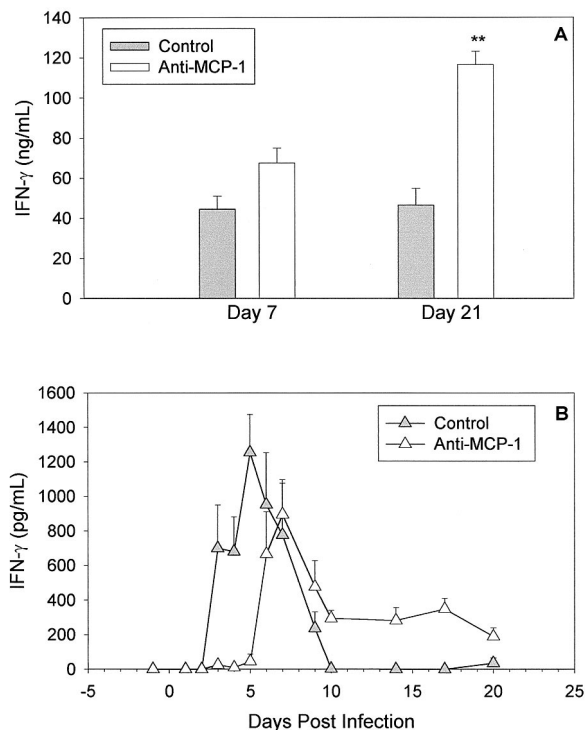 A
Control
Anti-MCP-1
**
IFN-γ (ng/mL)
140
120
100
80
60
40
20
0
Day 7
Day 21
B
Control
Anti-MCP-1
IFN-γ (pg/mL)
1600
1400
1200
1000
800
600
400
200
0
-5
0
5
10
15
20
25
Days Post Infection